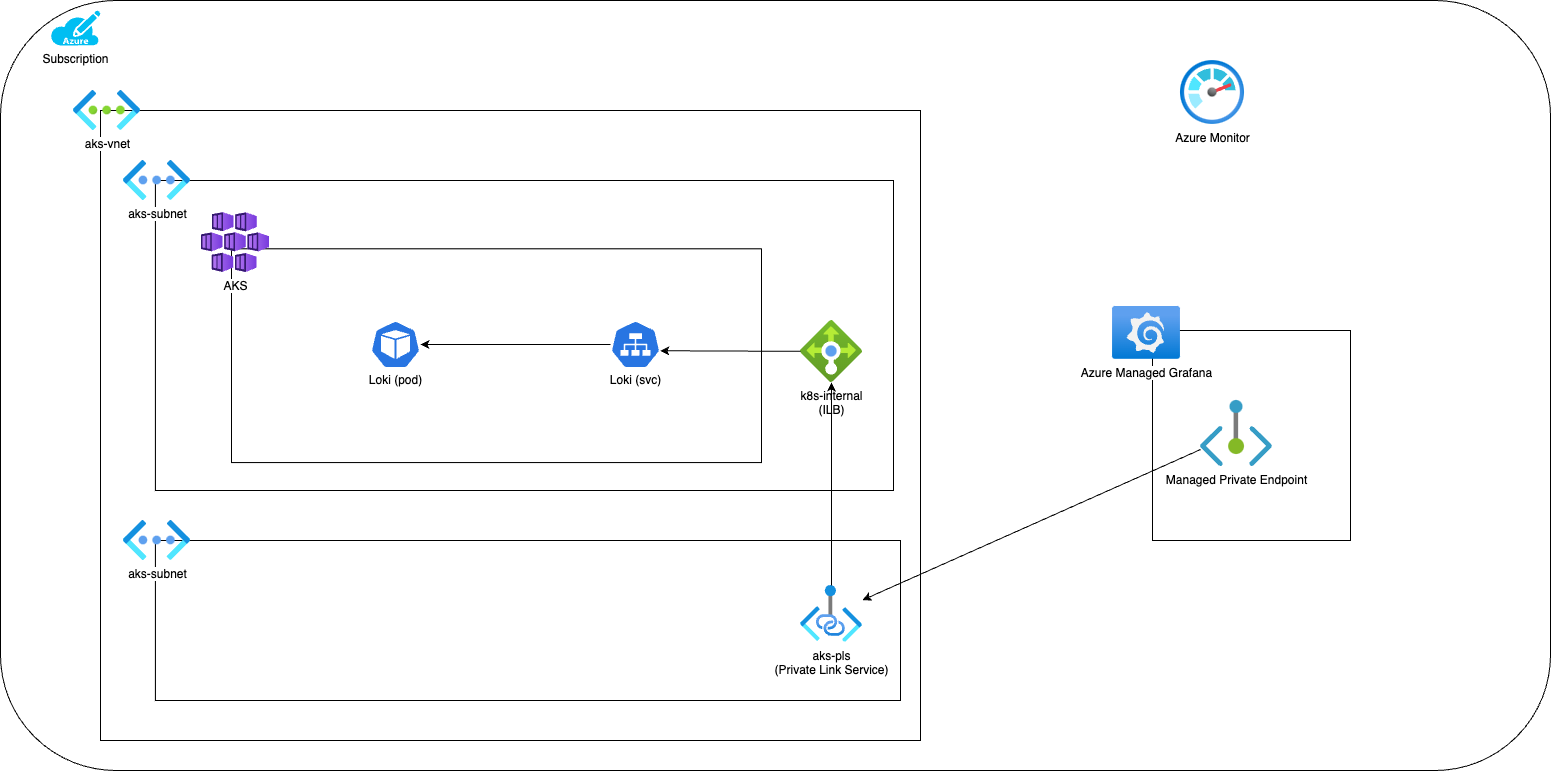 Azure
Subscription
aks-vnet
aks-subnet
AKS
Loki (pod)
Loki (svc)
k8s-internal
(ILB)
aks-subnet
aks-pls
(Private Link Service)
Azure Monitor
Azure Managed Grafana
Managed Private Endpoint